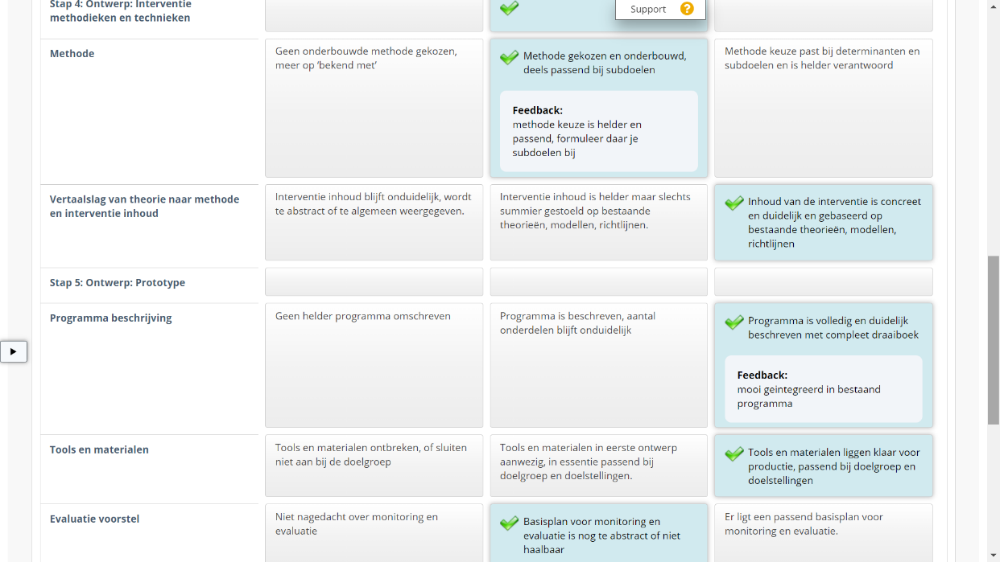 Stap 4: Ontwerp: Interventie
methodieken en technieken
Support
?
Methode
Geen onderbouwde methode gekozen,
meer op ‘bekend met’
Methode gekozen en onderbouwd,
deels passend bij subdoelen
Feedback:
methode keuze is helder en
passend, formuleer daar je
subdoelen bij
Methode keuze past bij determinanten en
subdoelen en is helder verantwoord
Vertaalslag van theorie naar methode
en interventie inhoud
Interventie inhoud blijft onduidelijk, wordt
te abstract of te algemeen weergegeven.
Interventie inhoud is helder maar slechts
summier gestoeld op bestaande
theorieën, modellen, richtlijnen.
Inhoud van de interventie is concreet
en duidelijk en gebaseerd op
bestaande theorieën, modellen,
richtlijnen
Stap 5: Ontwerp: Prototype
Programma beschrijving
Geen helder programma omschreven
Programma is beschreven, aantal
onderdelen blijft onduidelijk
Programma is volledig en duidelijk
beschreven met compleet draaiboek
Feedback:
mooi geintegreerd in bestaand
programma
Tools en materialen
Tools en materialen ontbreken, of sluiten
niet aan bij de doelgroep
Tools en materialen in eerste ontwerp
aanwezig, in essentie passend bij
doelgroep en doelstellingen.
Tools en materialen liggen klaar voor
productie, passend bij doelgroep en
doelstellingen
Evaluatie voorstel
Niet nagedacht over monitoring en
evaluatie
Basisplan voor monitoring en
evaluatie is nog te abstract of niet
haalbaar
Er ligt een passend basisplan voor
monitoring en evaluatie.